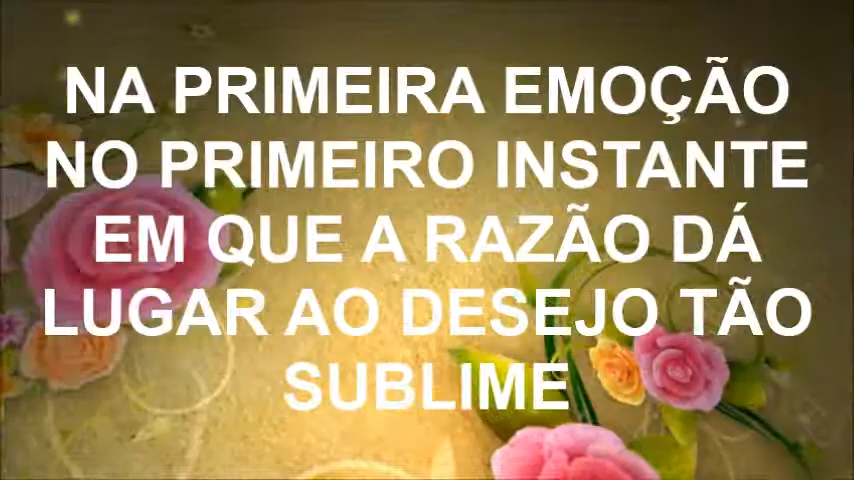 NA PRIMEIRA EMOÇÃO
NO PRIMEIRO INSTANTE
EM QUE A RAZÃO DÁ
LUGAR AO DESEJO TÃO
SUBLIME